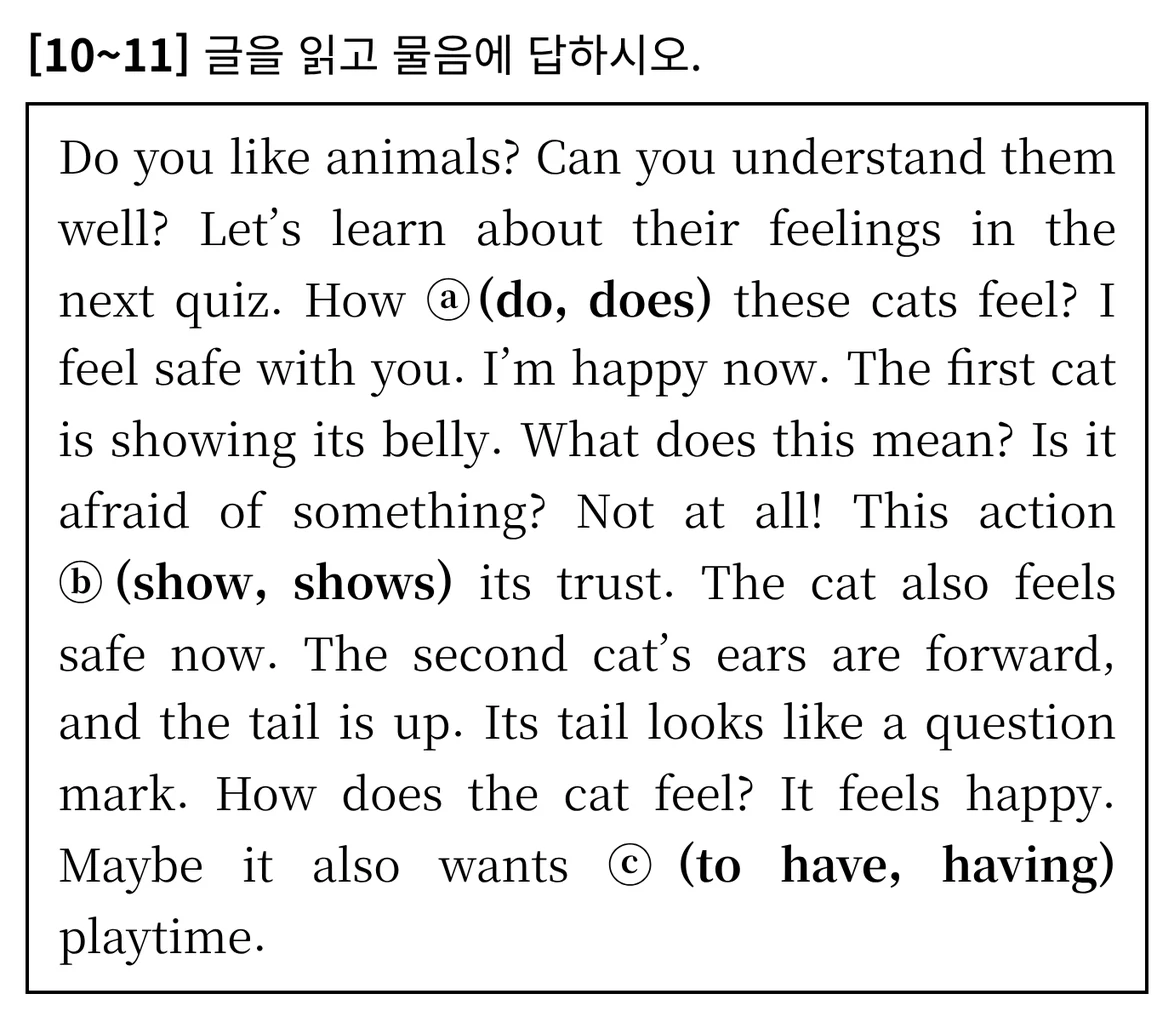 [10~11] 글을 읽고 물음에 답하시오.
Do you like animals? Can you understand them
well? Let’s learn about their feelings in the
next quiz. How ⓐ(do, does) these cats feel? I
feel safe with you. I’m happy now. The first cat
is showing its belly. What does this mean? Is it
afraid of something? Not at all! This action
ⓑ(show, shows) its trust. The cat also feels
safe now. The second cat’s ears are forward,
and the tail is up. Its tail looks like a question
mark. How does the cat feel? It feels happy.
Maybe it also wants ⓒ (to have, having)
playtime.